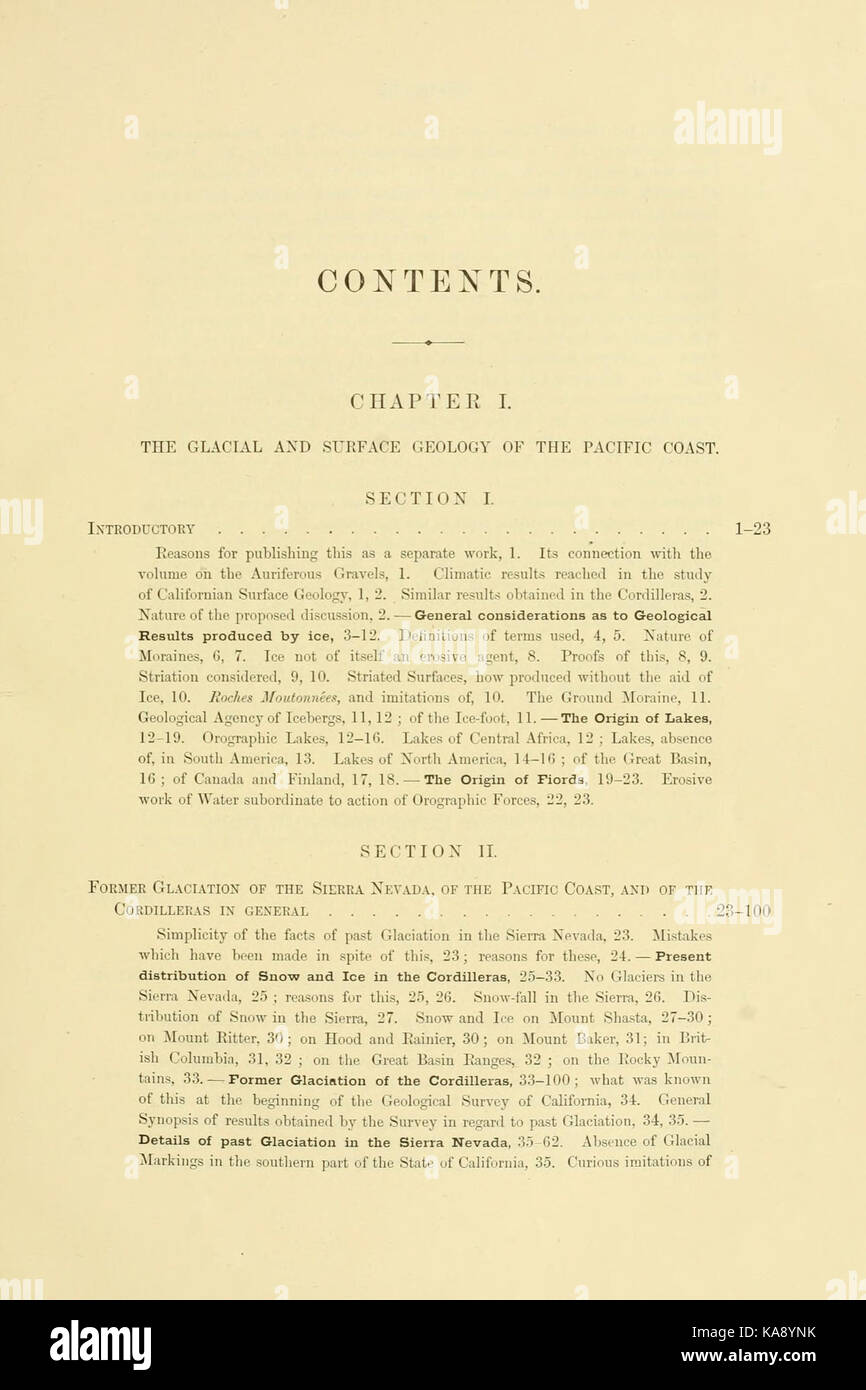 CONTENTS.
CHAPTER I.
THE GLACIAL AND SURFACE GEOLOGY OF THE PACIFIC COAST.
SECTION I.
INTRODUCTORY . . . . . . . . . . . . . . . . . . . . . . . 1–23
Reasons for publishing this as a separate work, 1. Its connection with the
volume on the Auriferous Gravels, 1. Climatic results reached in the study
of Californian Surface Geology, 1, 2. Similar results obtained in the Cordilleras, 2.
Nature of the proposed discussion, 2. — General considerations as to Geological
Results produced by ice, 3–12. Definitions of terms used, 4, 5. Nature of
Moraines, 6, 7. Ice not of itself an erosive agent, 8. Proofs of this, 8, 9.
Striation considered, 9, 10. Striated Surfaces, how produced without the aid of
Ice, 10. Roches Moutonnées, and imitations of, 10. The Ground Moraine, 11.
Geological Agency of Icebergs, 11, 12 ; of the Ice-foot, 11. — The Origin of Lakes,
12–19. Orographic Lakes, 12–16. Lakes of Central Africa, 12 ; Lakes, absence
of, in South America, 13. Lakes of North America, 14–16 ; of the Great Basin,
16 ; of Canada and Finland, 17, 18. — The Origin of Fiords, 19–23. Erosive
work of Water subordinate to action of Orographic Forces, 22, 23.
SECTION II.
FORMER GLACIATION OF THE SIERRA NEVADA, OF THE PACIFIC COAST, AND OF THE
CORDILLERAS IN GENERAL . . . . . . . . . . . . . . . . . . 23–100
Simplicity of the facts of past Glaciation in the Sierra Nevada, 23. Mistakes
which have been made in spite of this, 23 ; reasons for these, 24. — Present
distribution of Snow and Ice in the Cordilleras, 25–33. No Glaciers in the
Sierra Nevada, 25 ; reasons for this, 25, 26. Snow-fall in the Sierra, 26. Dis-
tribution of Snow in the Sierra, 27. Snow and Ice on Mount Shasta, 27–30 ;
on Mount Ritter, 30 ; on Hood and Rainier, 30 ; on Mount Baker, 31 ; in Brit-
ish Columbia, 31, 32 ; on the Great Basin Ranges, 32 ; on the Rocky Moun-
tains, 33. — Former Glaciation of the Cordilleras, 33–100 ; what was known
of this at the beginning of the Geological Survey of California, 34. General
Synopsis of results obtained by the Survey in regard to past Glaciation, 34, 35. —
Details of past Glaciation in the Sierra Nevada, 35–62. Absence of Glacial
Markings in the southern part of the State of California, 35. Curious imitations of
alamy
Image ID: KA8YNK
www.alamy.com